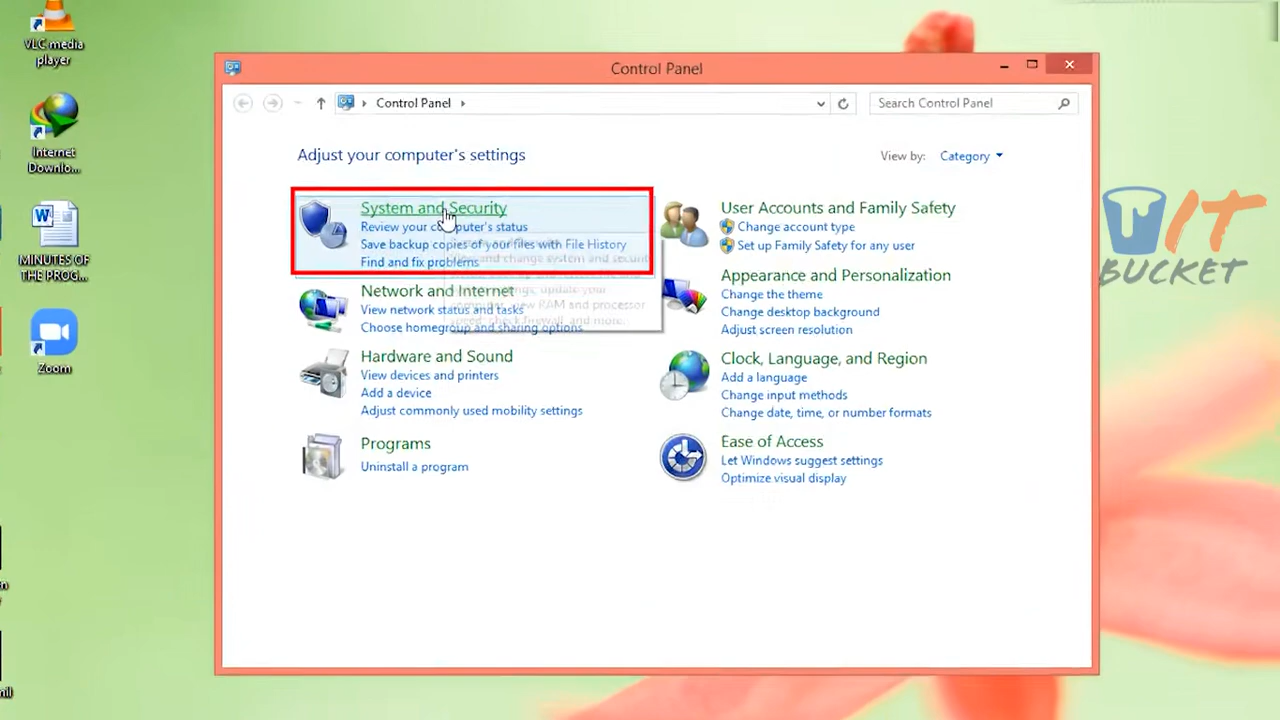 VLC media
player
Internet
Downlo...
MINUTES OF
THE PROG...
Zoom
Control Panel
Control Panel
Search Control Panel
Adjust your computer's settings
View by:
Category
System and Security
Review your computer's status
Save backup copies of your files with File History
Find and fix problems
Network and Internet
View network status and tasks
Choose homegroup and sharing options
Hardware and Sound
View devices and printers
Add a device
Adjust commonly used mobility settings
Programs
Uninstall a program
User Accounts and Family Safety
Change account type
Set up Family Safety for any user
Appearance and Personalization
Change the theme
Change desktop background
Adjust screen resolution
Clock, Language, and Region
Add a language
Change input methods
Change date, time, or number formats
Ease of Access
Let Windows suggest settings
Optimize visual display
IT
BUCKET